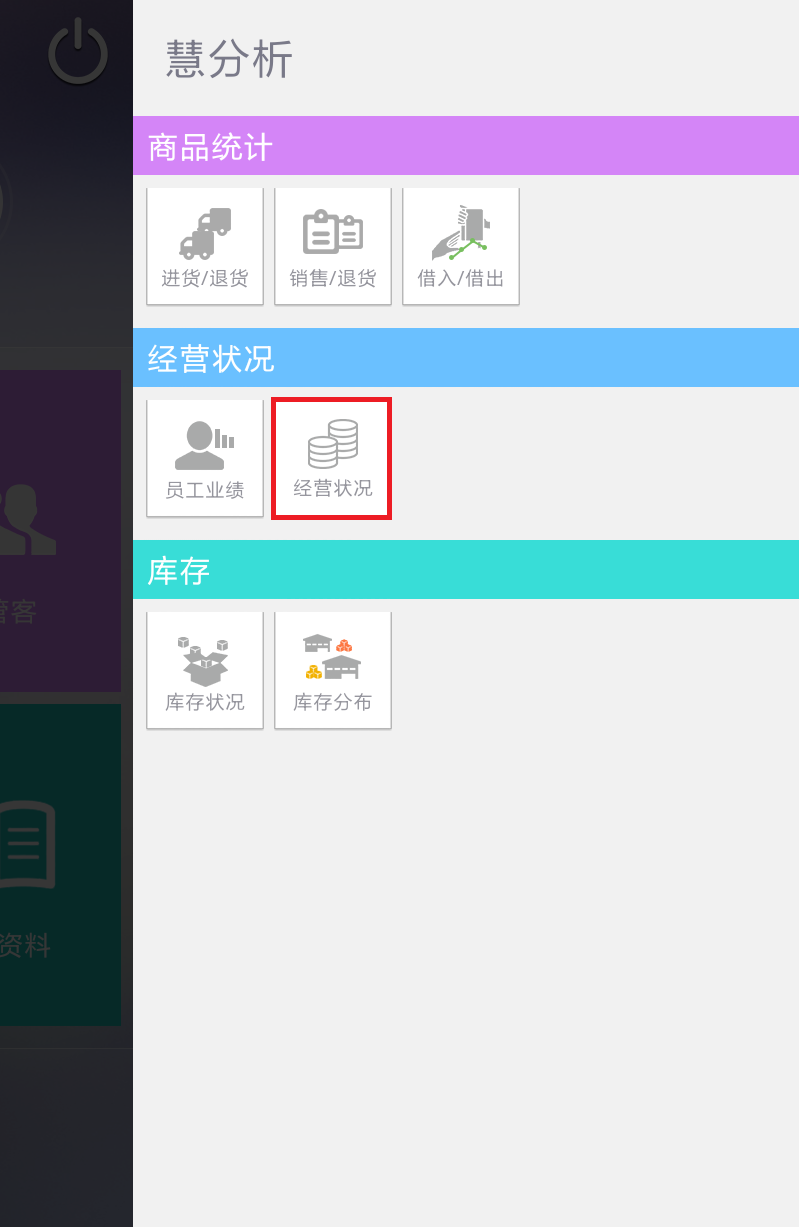 慧分析
商品统计
进货/退货 销售/退货 借入/借出
经营状况
员工业绩 经营状况
管客
库存
库存状况 库存分布
资料